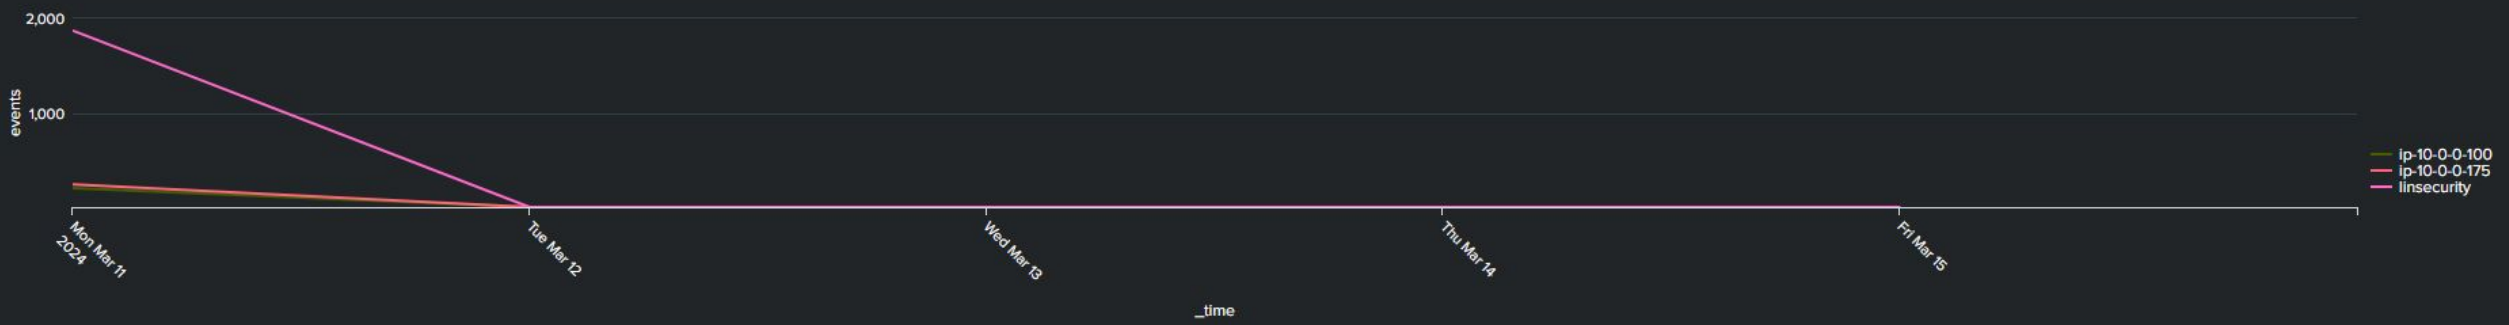 2,000
1,000
events
Mon Mar 11
2024
Tue Mar 12
Wed Mar 13
Thu Mar 14
Fri Mar 15
_time
ip-10-0-0-100
ip-10-0-0-175
linsecurity